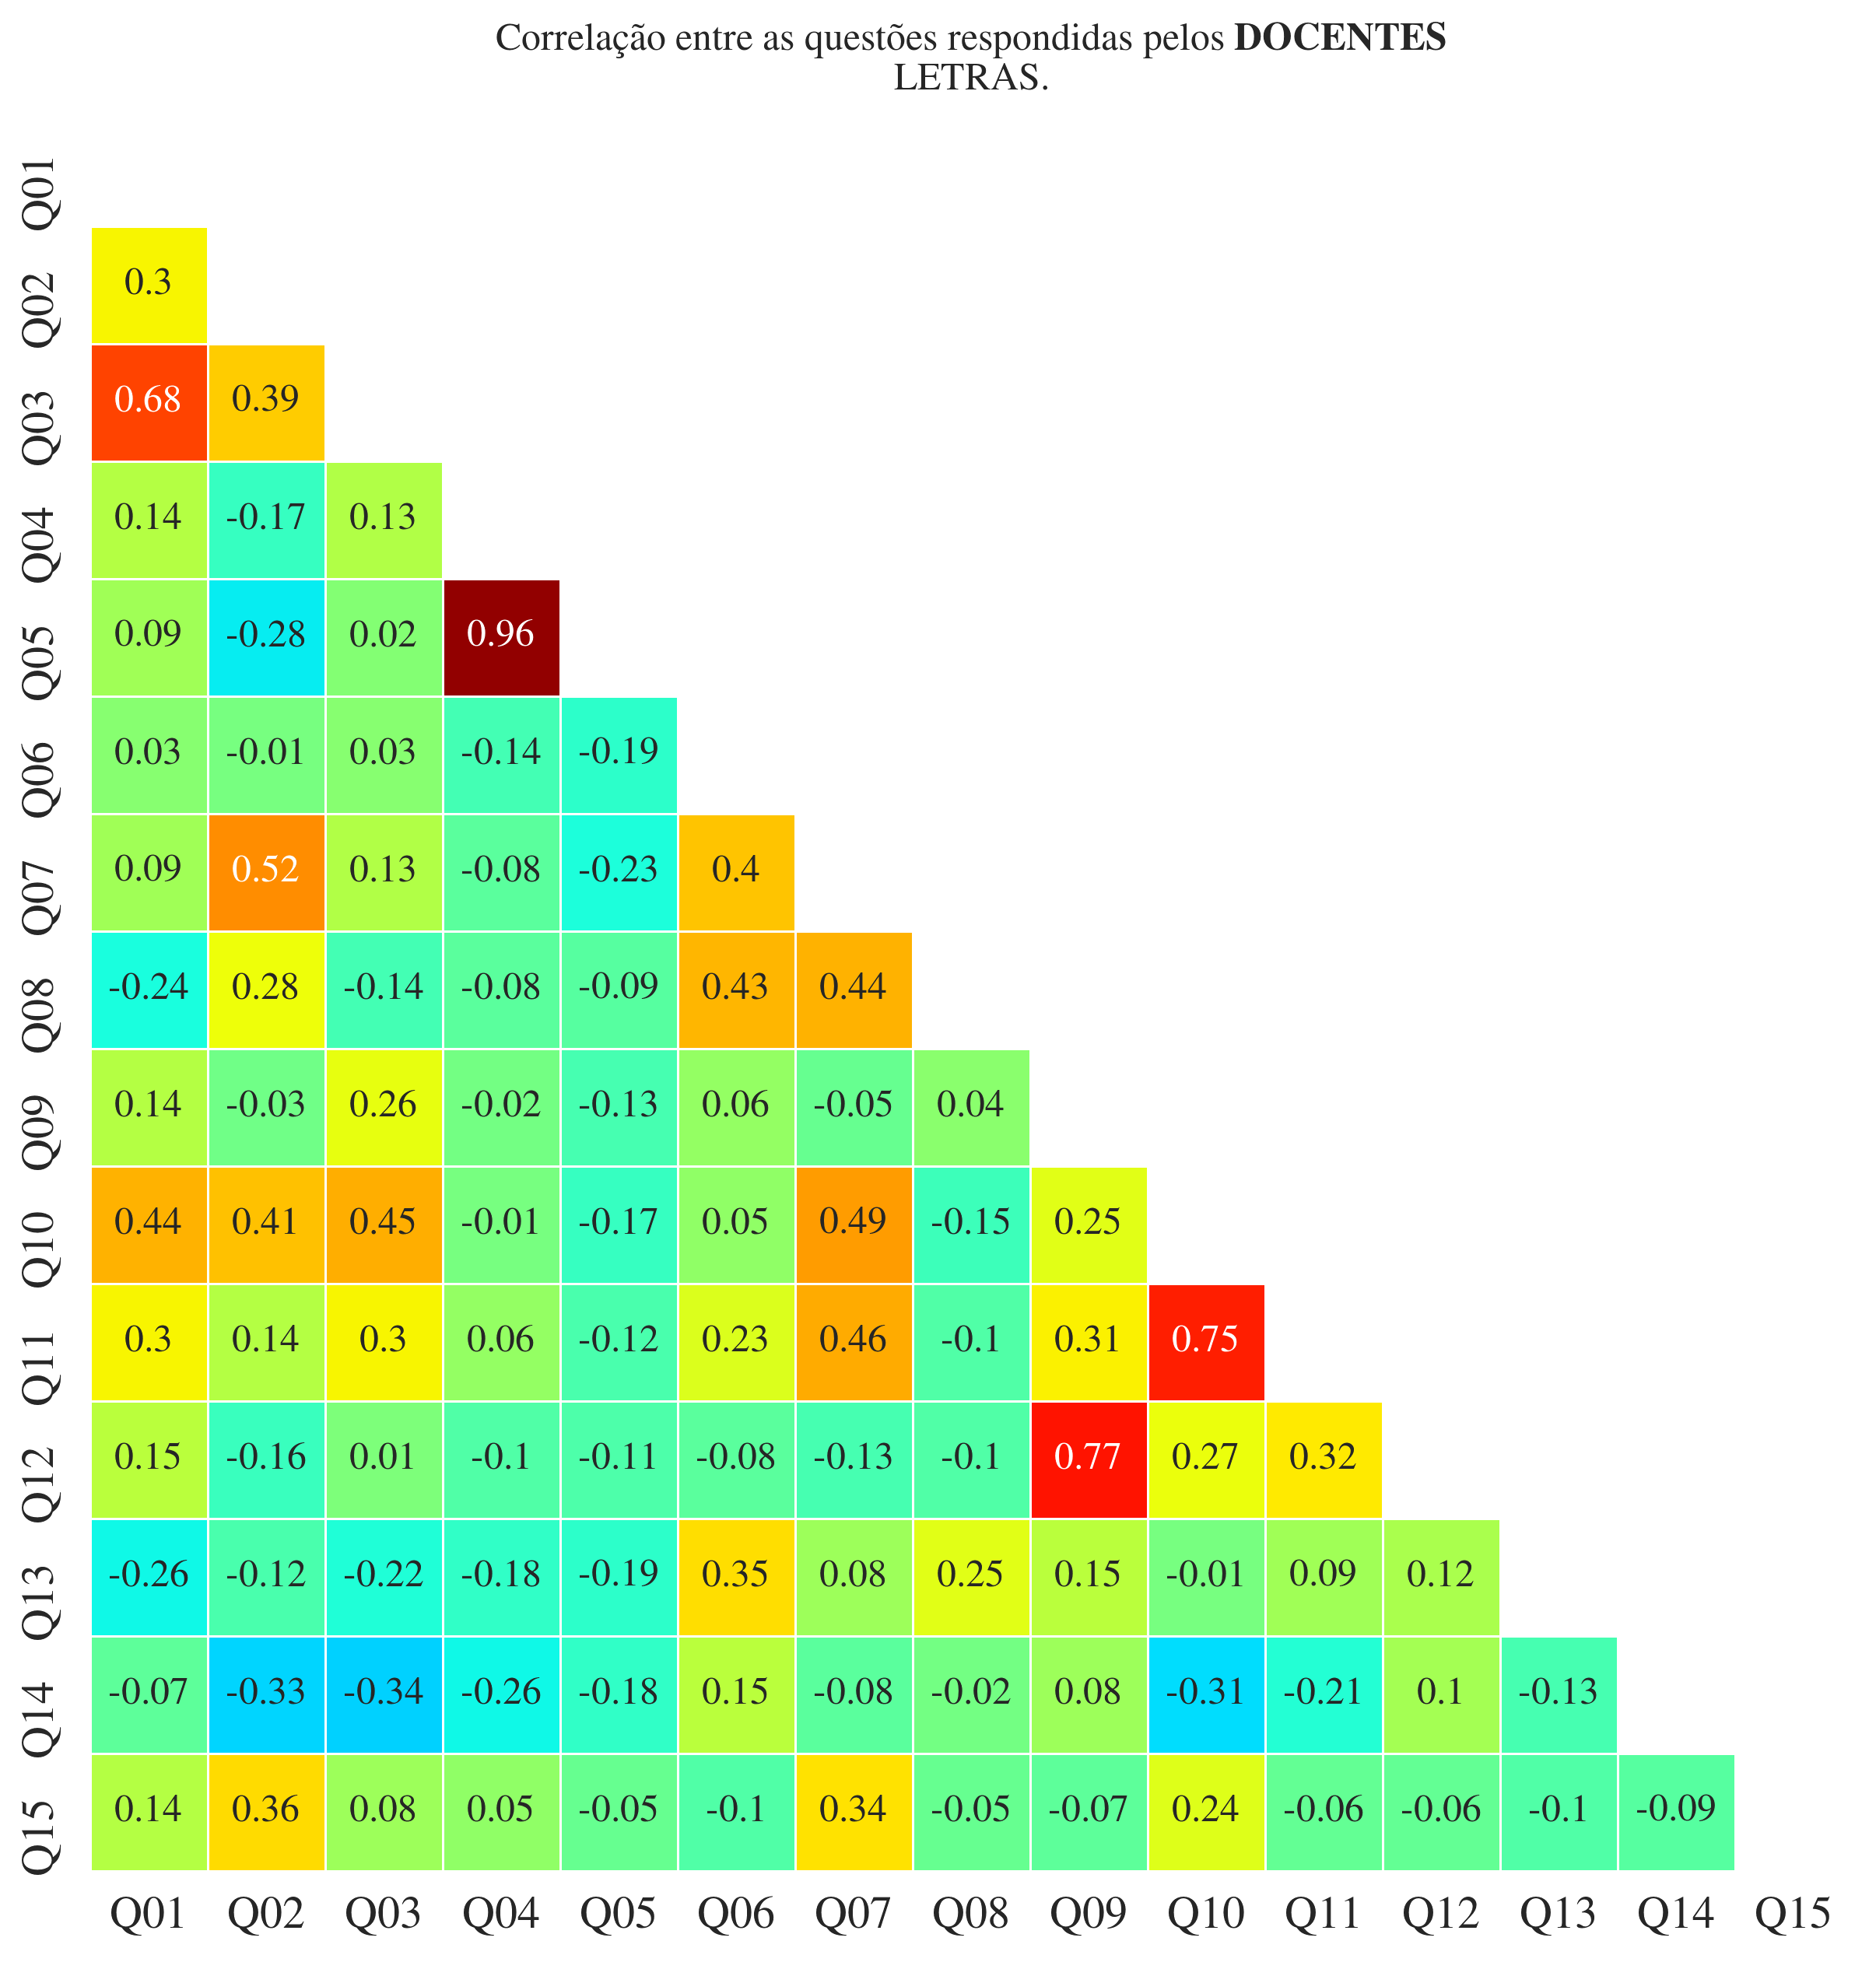 Correlação entre as questões respondidas pelos DOCENTES
LETRAS.
Q01
Q02 0.3
Q03 0.68 0.39
Q04 0.14 -0.17 0.13
Q05 0.09 -0.28 0.02 0.96
Q06 0.03 -0.01 0.03 -0.14 -0.19
Q07 0.09 0.52 0.13 -0.08 -0.23 0.4
Q08 -0.24 0.28 -0.14 -0.08 -0.09 0.43 0.44
Q09 0.14 -0.03 0.26 -0.02 -0.13 0.06 -0.05 0.04
Q10 0.44 0.41 0.45 -0.01 -0.17 0.05 0.49 -0.15 0.25
Q11 0.3 0.14 0.3 0.06 -0.12 0.23 0.46 -0.1 0.31 0.75
Q12 0.15 -0.16 0.01 -0.1 -0.11 -0.08 -0.13 -0.1 0.77 0.27 0.32
Q13 -0.26 -0.12 -0.22 -0.18 -0.19 0.35 0.08 0.25 0.15 -0.01 0.09 0.12
Q14 -0.07 -0.33 -0.34 -0.26 -0.18 0.15 -0.08 -0.02 0.08 -0.31 -0.21 0.1 -0.13
Q15 0.14 0.36 0.08 0.05 -0.05 -0.1 0.34 -0.05 -0.07 0.24 -0.06 -0.06 -0.1 -0.09
Q01 Q02 Q03 Q04 Q05 Q06 Q07 Q08 Q09 Q10 Q11 Q12 Q13 Q14 Q15